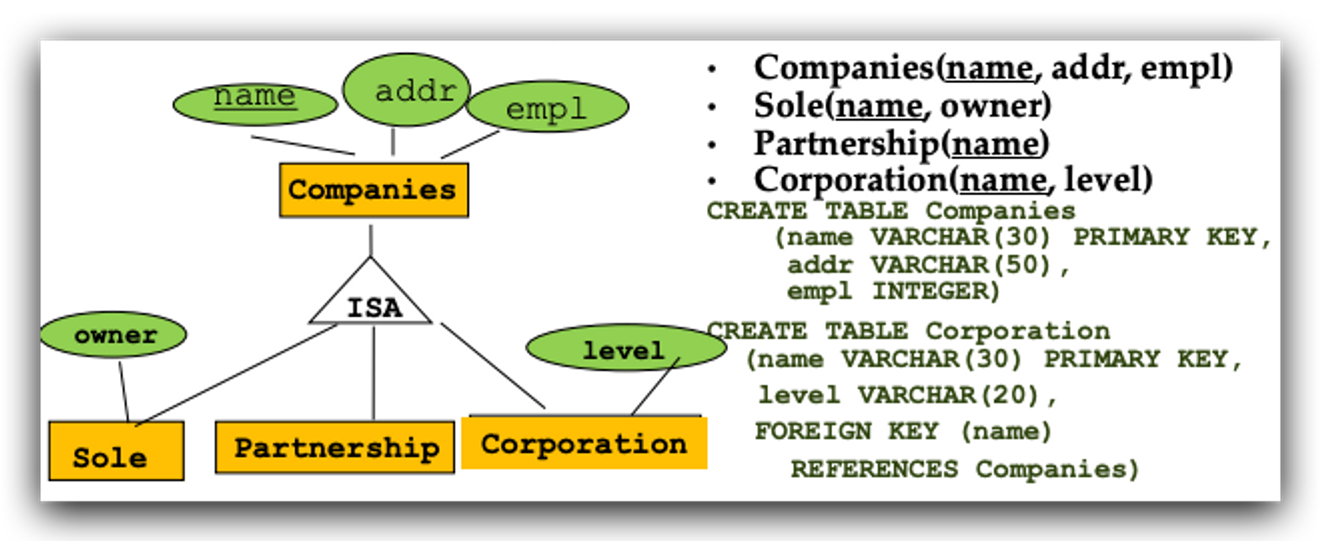 name
addr
empl
Companies
ISA
owner
level
Sole
Partnership
Corporation
• Companies(name, addr, empl)
• Sole(name, owner)
• Partnership(name)
• Corporation(name, level)
CREATE TABLE Companies
(name VARCHAR(30) PRIMARY KEY,
addr VARCHAR(50),
empl INTEGER)
CREATE TABLE Corporation
(name VARCHAR(30) PRIMARY KEY,
level VARCHAR(20),
FOREIGN KEY (name)
REFERENCES Companies)